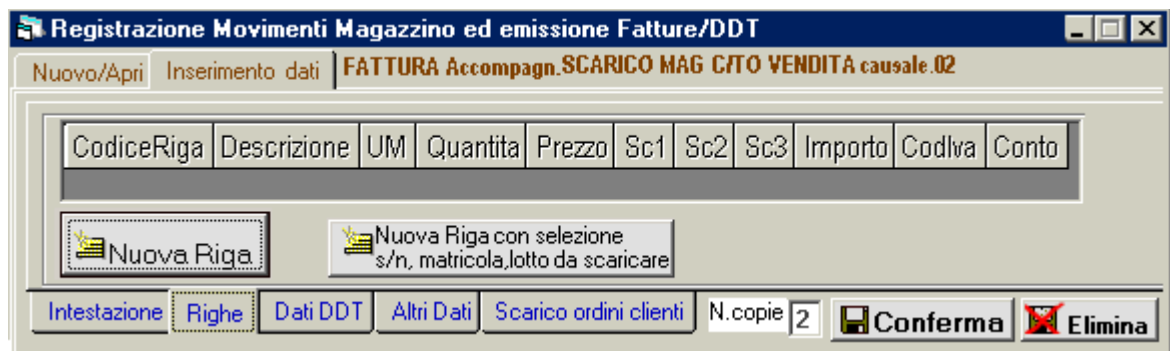 Registrazione Movimenti Magazzino ed emissione Fatture/DDT
Nuovo/Apri Inserimento dati FATTURA Accompagn.SCARICO MAG C/TO VENDITA causale.02
CodiceRiga Descrizione UM Quantita Prezzo Sc1 Sc2 Sc3 Importo CodIva Conto
Nuova Riga
Nuova Riga con selezione
s/n, matricola,lotto da scaricare
Intestazione Righe Dati DDT Altri Dati Scarico ordini clienti N.copie 2 Conferma Elimina